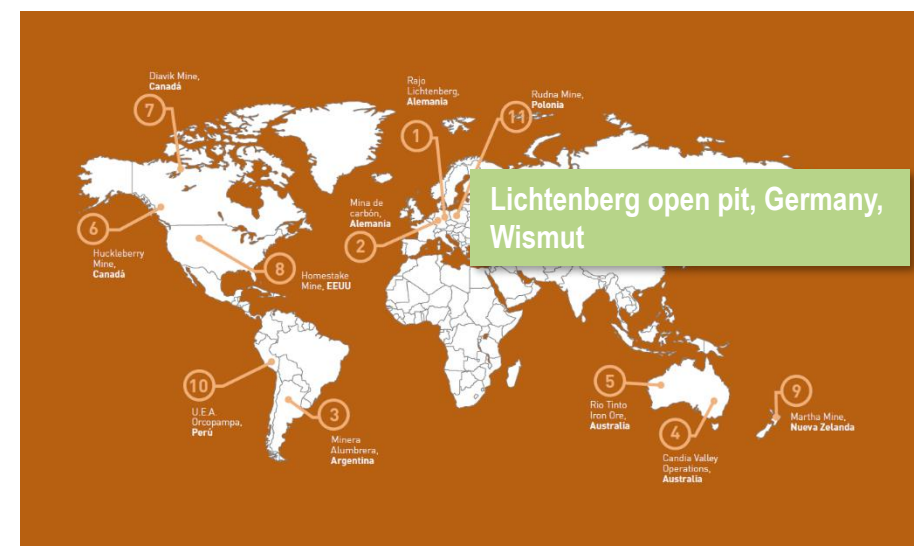 Diavik Mine,
Canadá
7
Rajo
Lichtenberg,
Alemania
1
Rudna Mine,
Polonia
11
Lichtenberg open pit, Germany,
Wismut
Mina de
carbón,
Alemania
2
6
Huckleberry
Mine,
Canadá
8
Homestake
Mine, EEUU
10
U.E.A.
Orcopampa,
Perú
3
Minera
Alumbrera,
Argentina
5
Rio Tinto
Iron Ore,
Australia
4
Candia Valley
Operations,
Australia
9
Martha Mine,
Nueva Zelanda